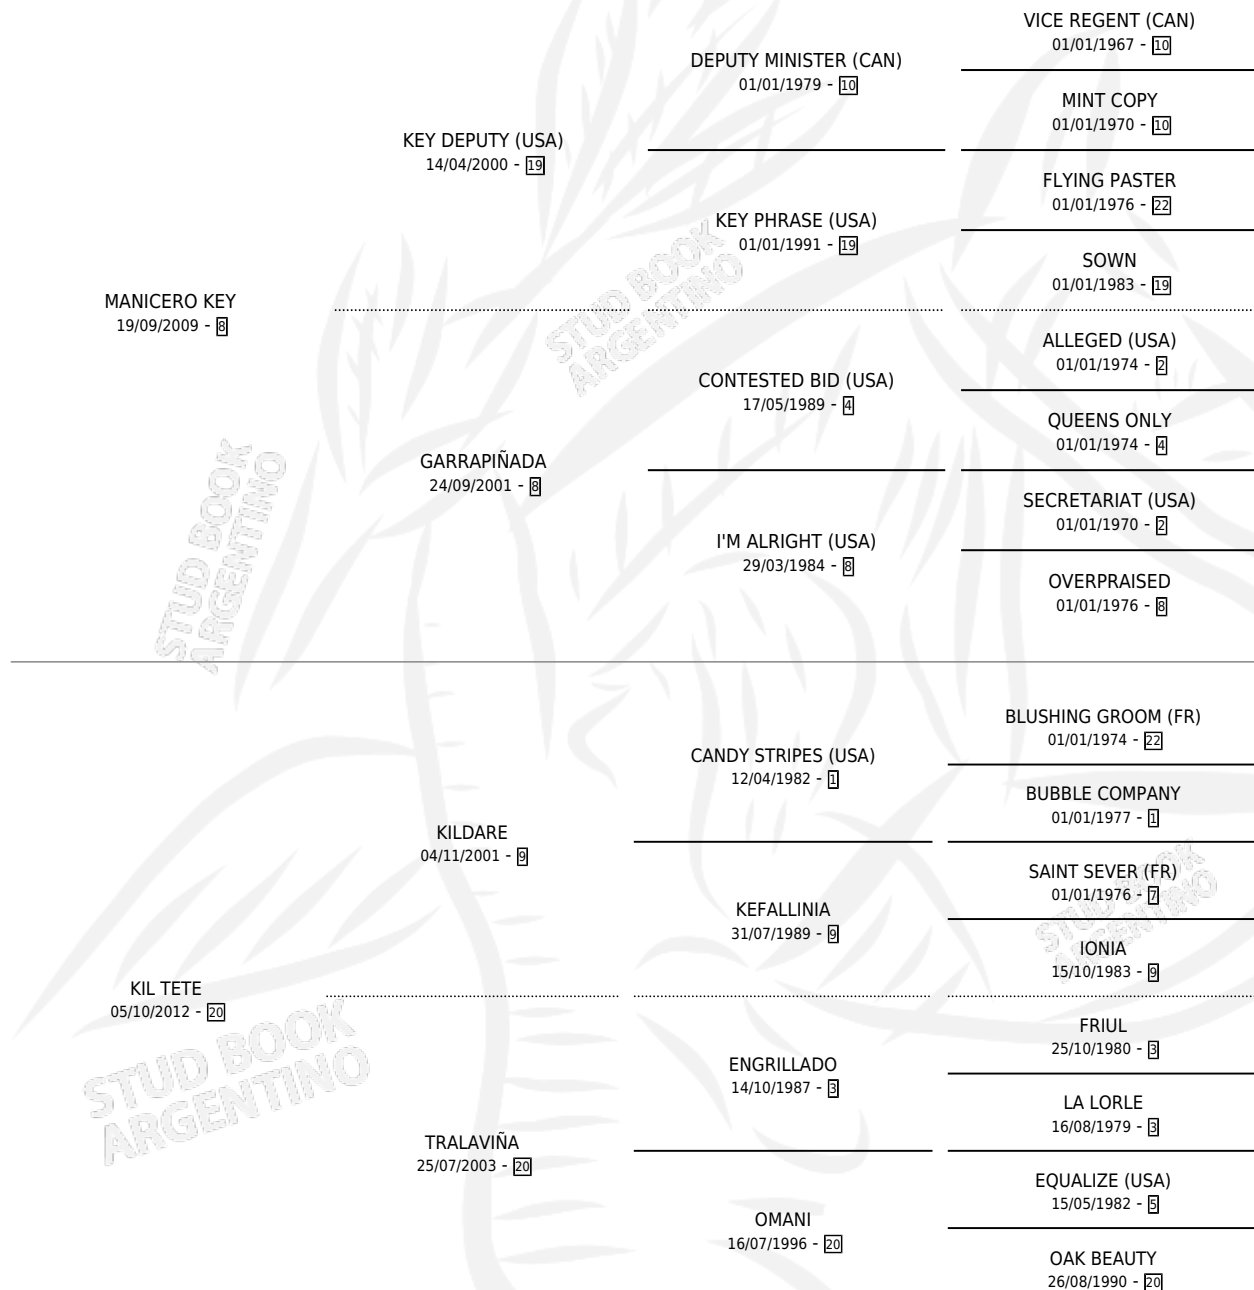 VICE REGENT (CAN)
01/01/1967 - 10
DEPUTY MINISTER (CAN)
01/01/1979 - 10
MINT COPY
01/01/1970 - 10
KEY DEPUTY (USA)
14/04/2000 - 19
FLYING PASTER
01/01/1976 - 22
KEY PHRASE (USA)
01/01/1991 - 19
SOWN
01/01/1983 - 19
MANICERO KEY
19/09/2009 - 8
ALLEGED (USA)
01/01/1974 - 2
CONTESTED BID (USA)
17/05/1989 - 4
QUEENS ONLY
01/01/1974 - 4
GARRAPIÑADA
24/09/2001 - 8
SECRETARIAT (USA)
01/01/1970 - 2
I'M ALRIGHT (USA)
29/03/1984 - 8
OVERPRAISED
01/01/1976 - 8
BLUSHING GROOM (FR)
01/01/1974 - 22
CANDY STRIPES (USA)
12/04/1982 - 1
BUBBLE COMPANY
01/01/1977 - 1
KILDARE
04/11/2001 - 9
SAINT SEVER (FR)
01/01/1976 - 7
KEFALLINIA
31/07/1989 - 9
IONIA
15/10/1983 - 9
KIL TETE
05/10/2012 - 20
FRIUL
25/10/1980 - 3
ENGRILLADO
14/10/1987 - 3
LA LORLE
16/08/1979 - 3
TRALAVIÑA
25/07/2003 - 20
EQUALIZE (USA)
15/05/1982 - 5
OMANI
16/07/1996 - 20
OAK BEAUTY
26/08/1990 - 20
STUD BOOK
ARGENTINO
STUD BOOK
ARGENTINO
STUD BOOK
ARGENTINO
STUD BOOK
ARGENTINO